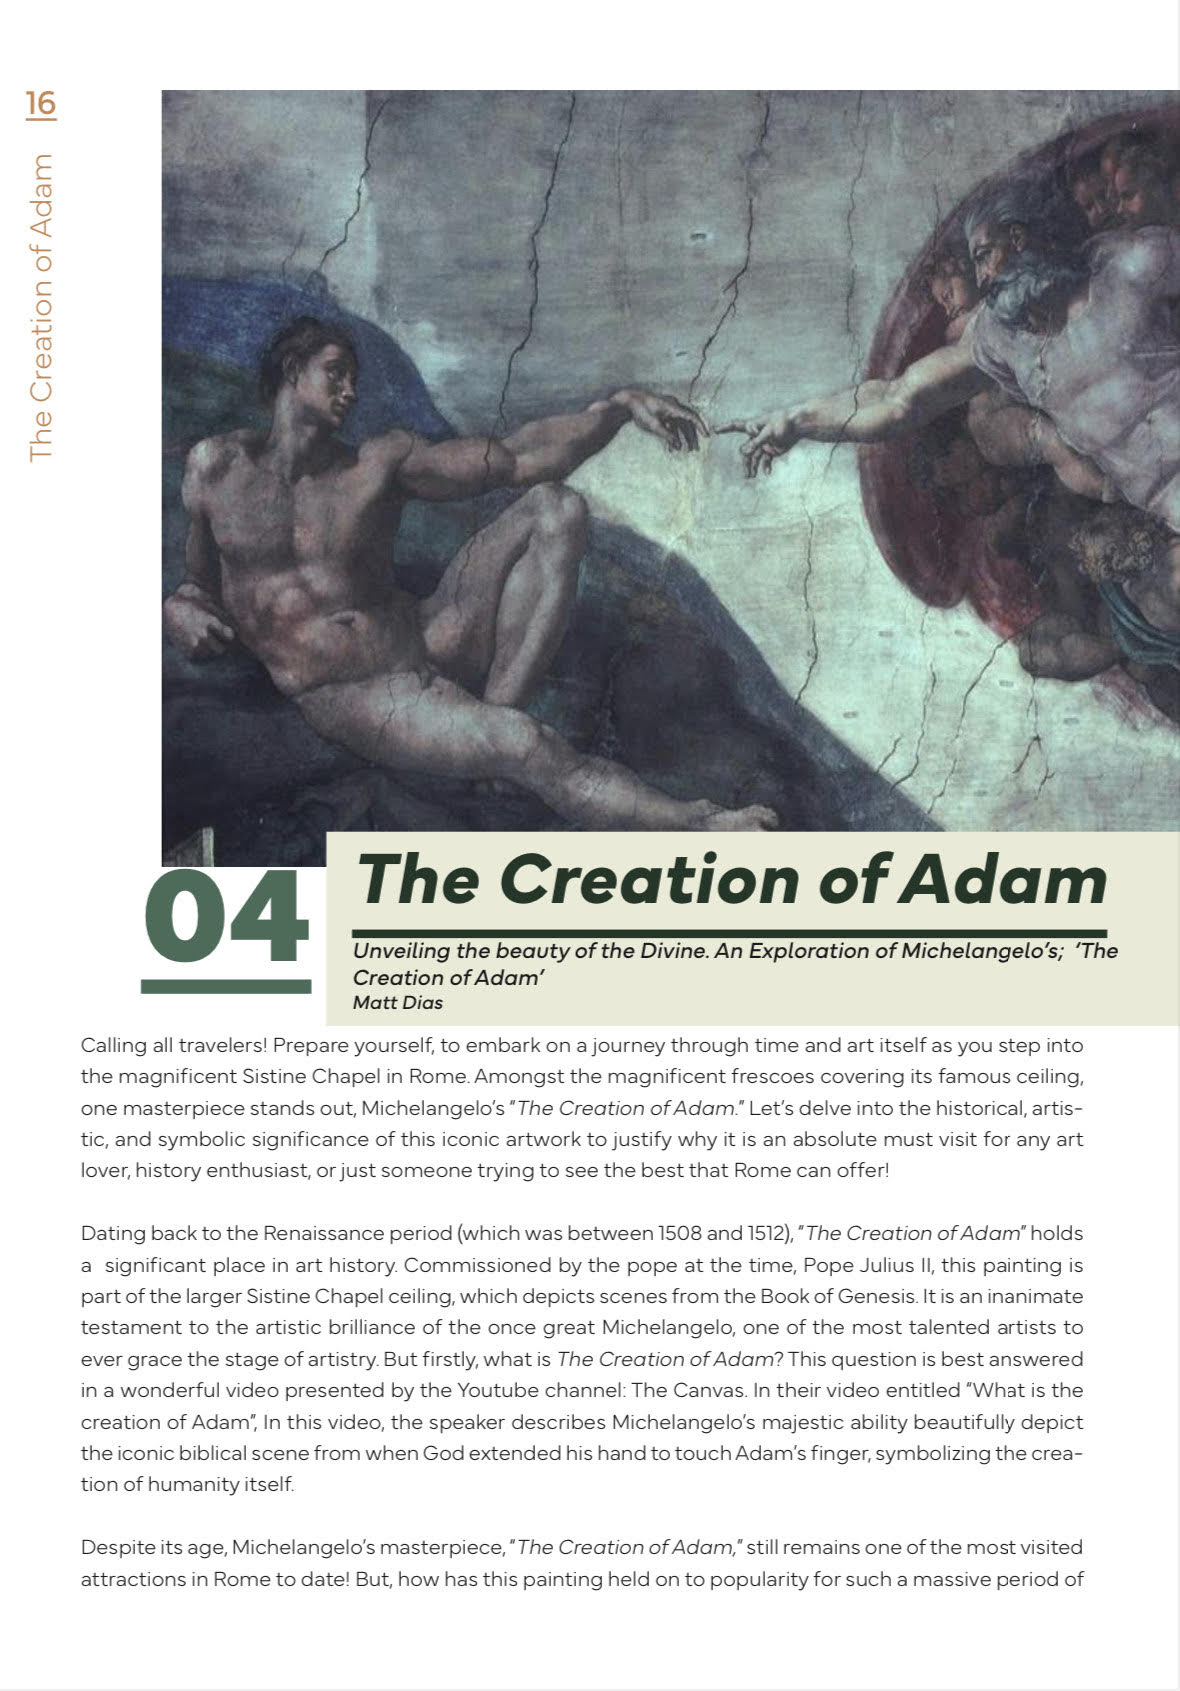 16
The Creation of Adam
04
The Creation of Adam
Unveiling the beauty of the Divine. An Exploration of Michelangelo's;  'The
Creation of Adam'
Matt Dias
Calling all travelers! Prepare yourself, to embark on a journey through time and art itself as you step into
the magnificent Sistine Chapel in Rome. Amongst the magnificent frescoes covering its famous ceiling,
one masterpiece stands out, Michelangelo's "The Creation of Adam." Let's delve into the historical, artis-
tic, and symbolic significance of this iconic artwork to justify why it is an absolute must visit for any art
lover, history enthusiast, or just someone trying to see the best that Rome can offer!
Dating back to the Renaissance period (which was between 1508 and 1512), "The Creation of Adam" holds
a  significant place in art history. Commissioned by the pope at the time, Pope Julius II, this painting is
part of the larger Sistine Chapel ceiling, which depicts scenes from the Book of Genesis. It is an inanimate
testament to the artistic brilliance of the once great Michelangelo, one of the most talented artists to
ever grace the stage of artistry. But firstly, what is The Creation of Adam? This question is best answered
in a wonderful video presented by the Youtube channel: The Canvas. In their video entitled "What is the
creation of Adam", In this video, the speaker describes Michelangelo's majestic ability beautifully depict
the iconic biblical scene from when God extended his hand to touch Adam's finger, symbolizing the crea-
tion of humanity itself.
Despite its age, Michelangelo's masterpiece, "The Creation of Adam," still remains one of the most visited
attractions in Rome to date! But, how has this painting held on to popularity for such a massive period of